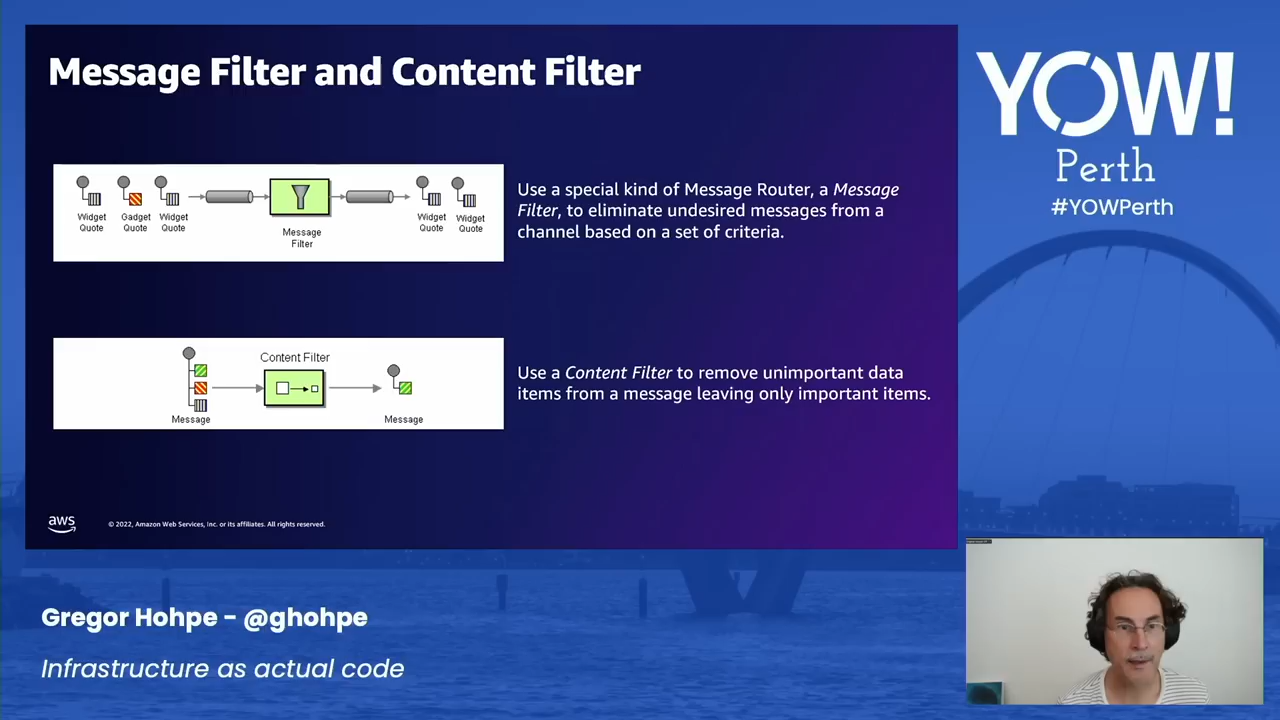 Message Filter and Content Filter
Widget
Quote
Gadget
Quote
Widget
Quote
Message
Filter
Widget
Quote
Widget
Quote
Use a special kind of Message Router, a Message
Filter, to eliminate undesired messages from a
channel based on a set of criteria.
Content Filter
Message
Message
Use a Content Filter to remove unimportant data
items from a message leaving only important items.
aws
© 2022, Amazon Web Services, Inc. or its affiliates. All rights reserved.
YOW!
Perth
#YOWPerth
Gregor Hohpe - @ghohpe
Infrastructure as actual code